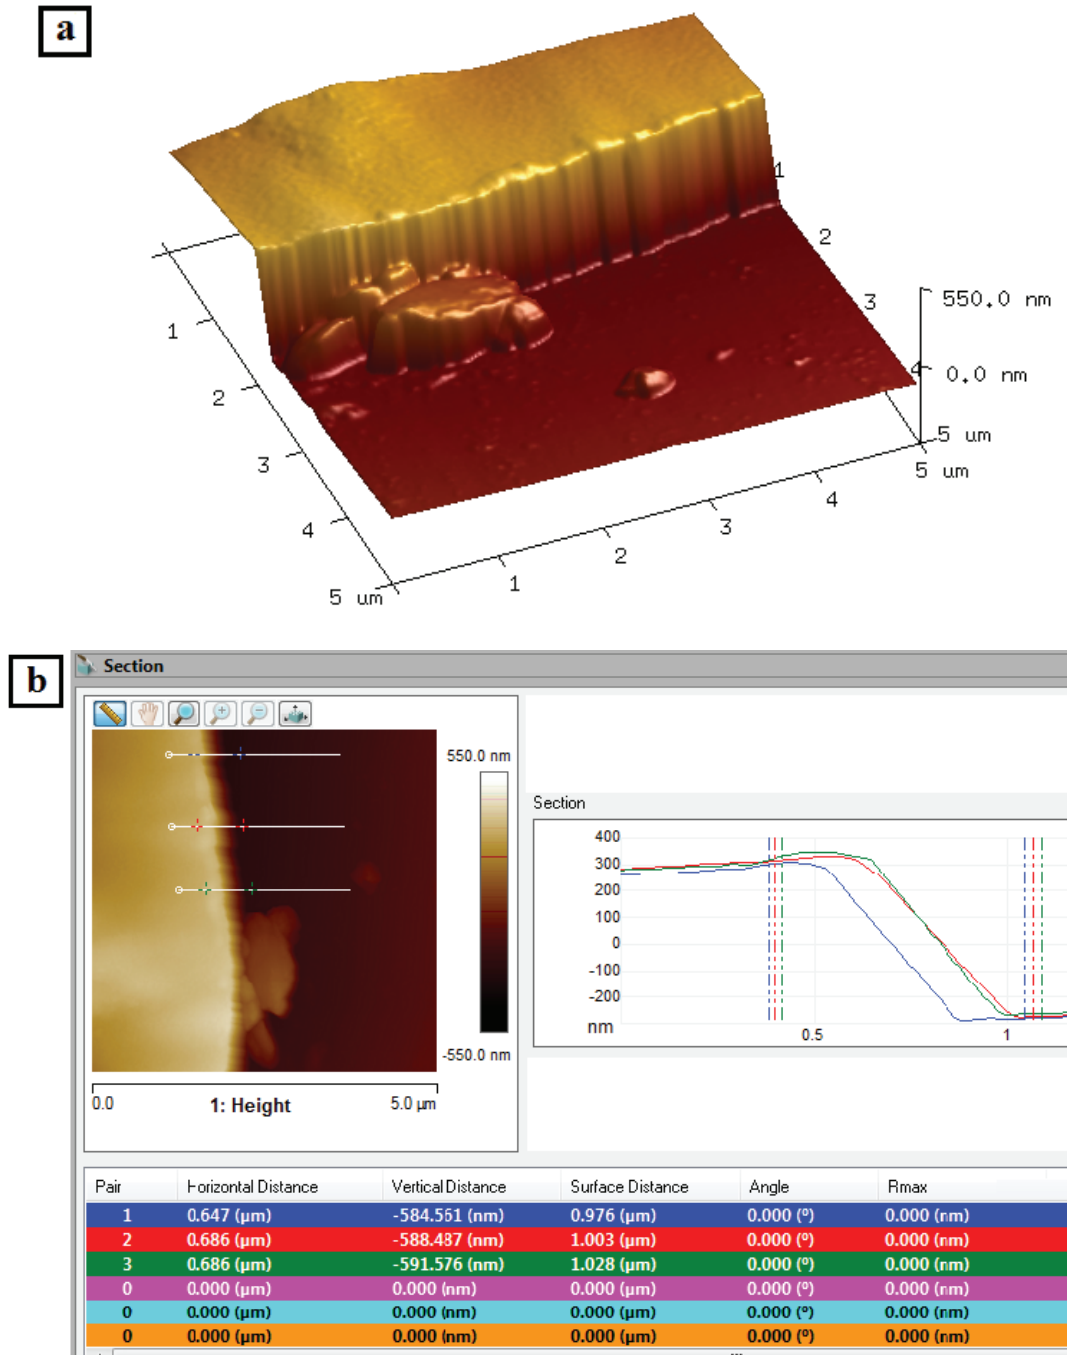 a
1
2
3
550.0 nm
1
4
0.0 nm
2
5 um
3
4
5 um
4
3
2
5 um
1
b
Section
550.0 nm
-550.0 nm
0.0
1: Height
5.0 µm
Section
400
300
200
100
0
-100
-200
nm
0.5
1
Pair Horizontal Distance Vertical Distance Surface Distance Angle Rmax
1 0.647 (µm) -584.561 (nm) 0.976 (µm) 0.000 (º) 0.000 (nm)
2 0.686 (µm) -588.487 (nm) 1.003 (µm) 0.000 (º) 0.000 (nm)
3 0.686 (µm) -591.576 (nm) 1.028 (µm) 0.000 (º) 0.000 (nm)
0 0.000 (µm) 0.000 (nm) 0.000 (µm) 0.000 (º) 0.000 (nm)
0 0.000 (µm) 0.000 (nm) 0.000 (µm) 0.000 (º) 0.000 (nm)
0 0.000 (µm) 0.000 (nm) 0.000 (µm) 0.000 (º) 0.000 (nm)